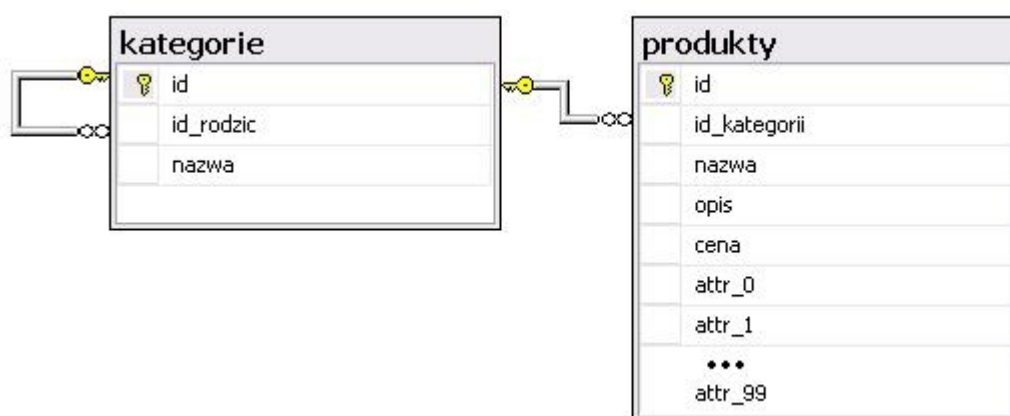 kategorie
id
id_rodzic
nazwa
produkty
id
id_kategorii
nazwa
opis
cena
attr_0
attr_1
•••
attr_99